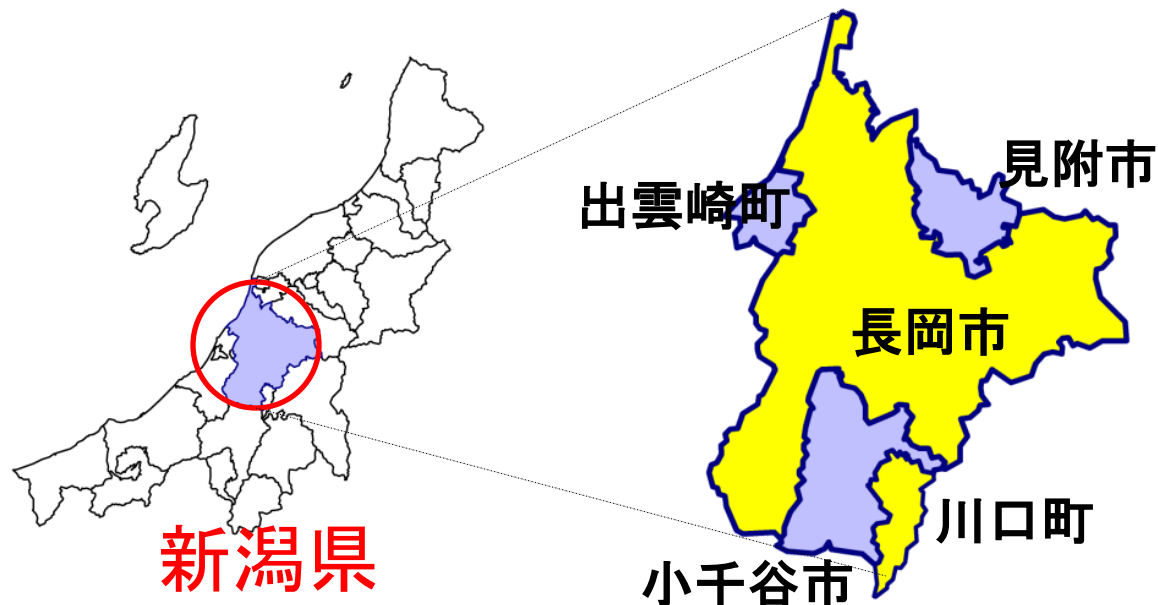 見附市
出雲崎町
長岡市
川口町
新潟県
小千谷市